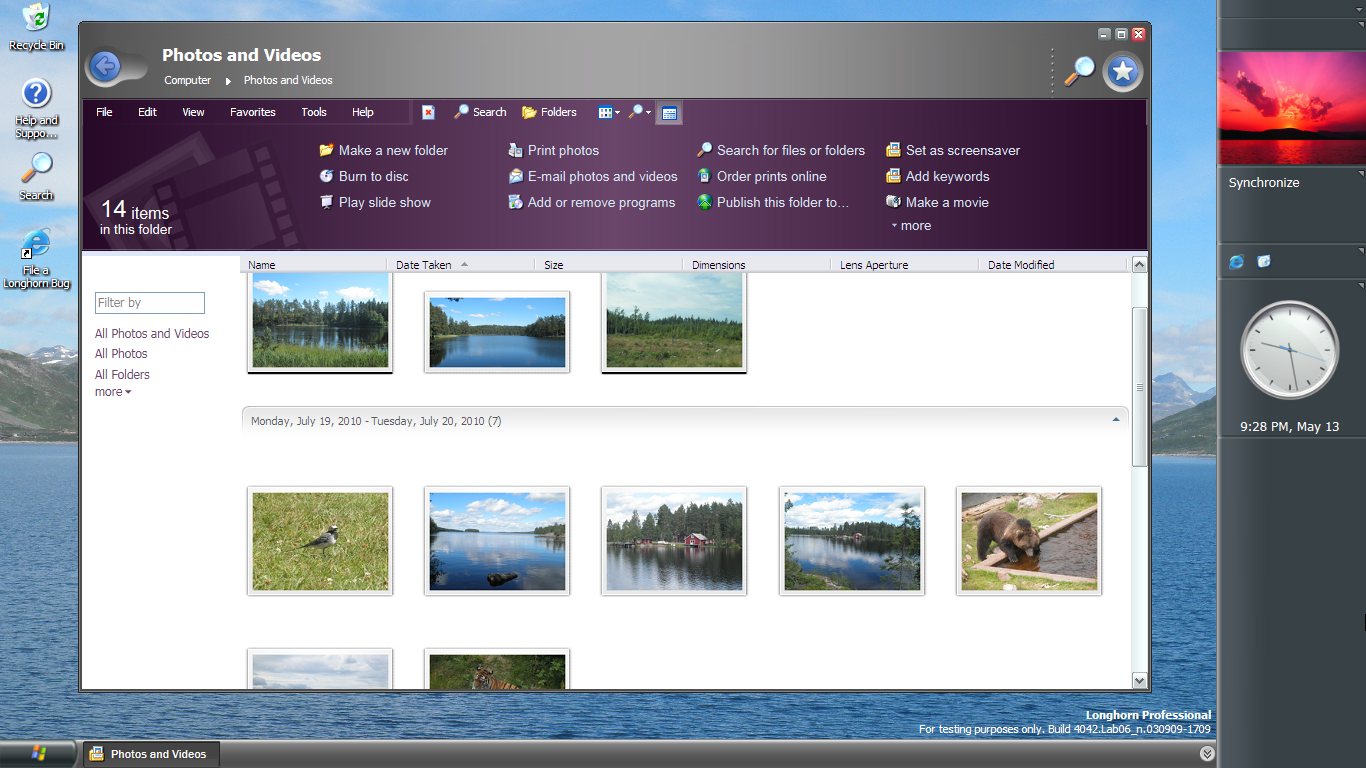 Recycle Bin
Help and
Suppo...
Search
File a
Longhorn Bug
Photos and Videos
Computer Photos and Videos
File Edit View Favorites Tools Help Search Folders
Make a new folder Print photos Search for files or folders Set as screensaver
Burn to disc E-mail photos and videos Order prints online Add keywords
Play slide show Add or remove programs Publish this folder to... Make a movie
more
14 items
in this folder
Name Date Taken Size Dimensions Lens Aperture Date Modified
Filter by
All Photos and Videos
All Photos
All Folders
more
Monday, July 19, 2010 - Tuesday, July 20, 2010 (7)
Synchronize
9:28 PM, May 13
Longhorn Professional
For testing purposes only. Build 4042.Lab06_n.030909-1709
Photos and Videos